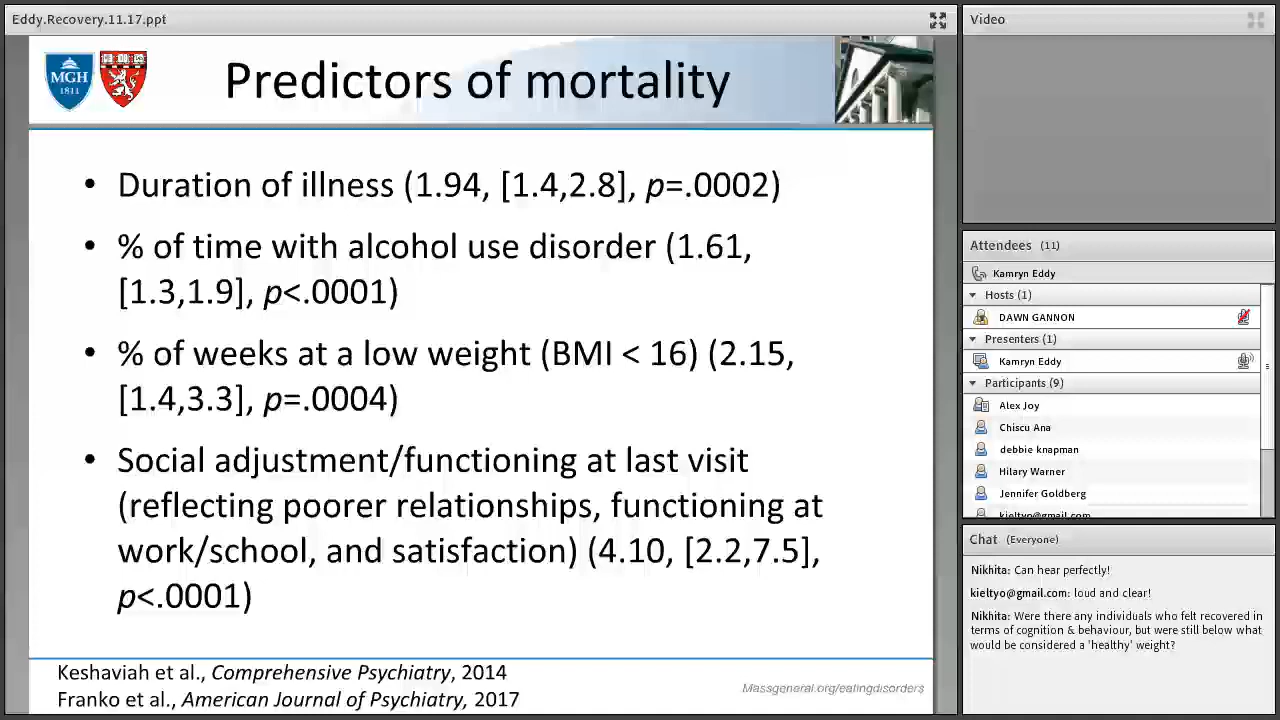 Eddy.Recovery.11.17.ppt
MGH
1811
Predictors of mortality
• Duration of illness (1.94, [1.4,2.8], p=.0002)
• % of time with alcohol use disorder (1.61,
[1.3,1.9], p<.0001)
• % of weeks at a low weight (BMI < 16) (2.15,
[1.4,3.3], p=.0004)
• Social adjustment/functioning at last visit
(reflecting poorer relationships, functioning at
work/school, and satisfaction) (4.10, [2.2,7.5],
p<.0001)
Keshaviah et al., Comprehensive Psychiatry, 2014
Franko et al., American Journal of Psychiatry, 2017
Massgeneral.org/eatingdisorders
Video
Attendees (11)
Kamryn Eddy
Hosts (1)
DAWN GANNON
Presenters (1)
Kamryn Eddy
Participants (9)
Alex Joy
Chiscu Ana
debbie knapman
Hilary Warner
Jennifer Goldberg
kieltyo@gmail.com
Chat (Everyone)
Nikhita: Can hear perfectly!
kieltyo@gmail.com: loud and clear!
Nikhita: Were there any individuals who felt recovered in
terms of cognition & behaviour, but were still below what
would be considered a 'healthy' weight?